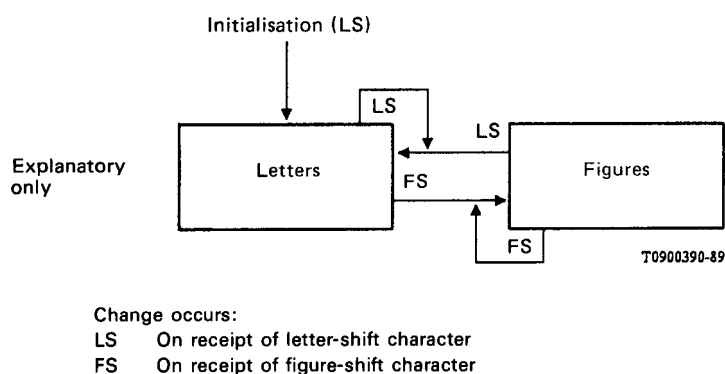 Initialisation (LS)
LS
LS
Explanatory
only
Letters
FS
Figures
FS
T0900390-89
Change occurs:
LS On receipt of letter-shift character
FS On receipt of figure-shift character